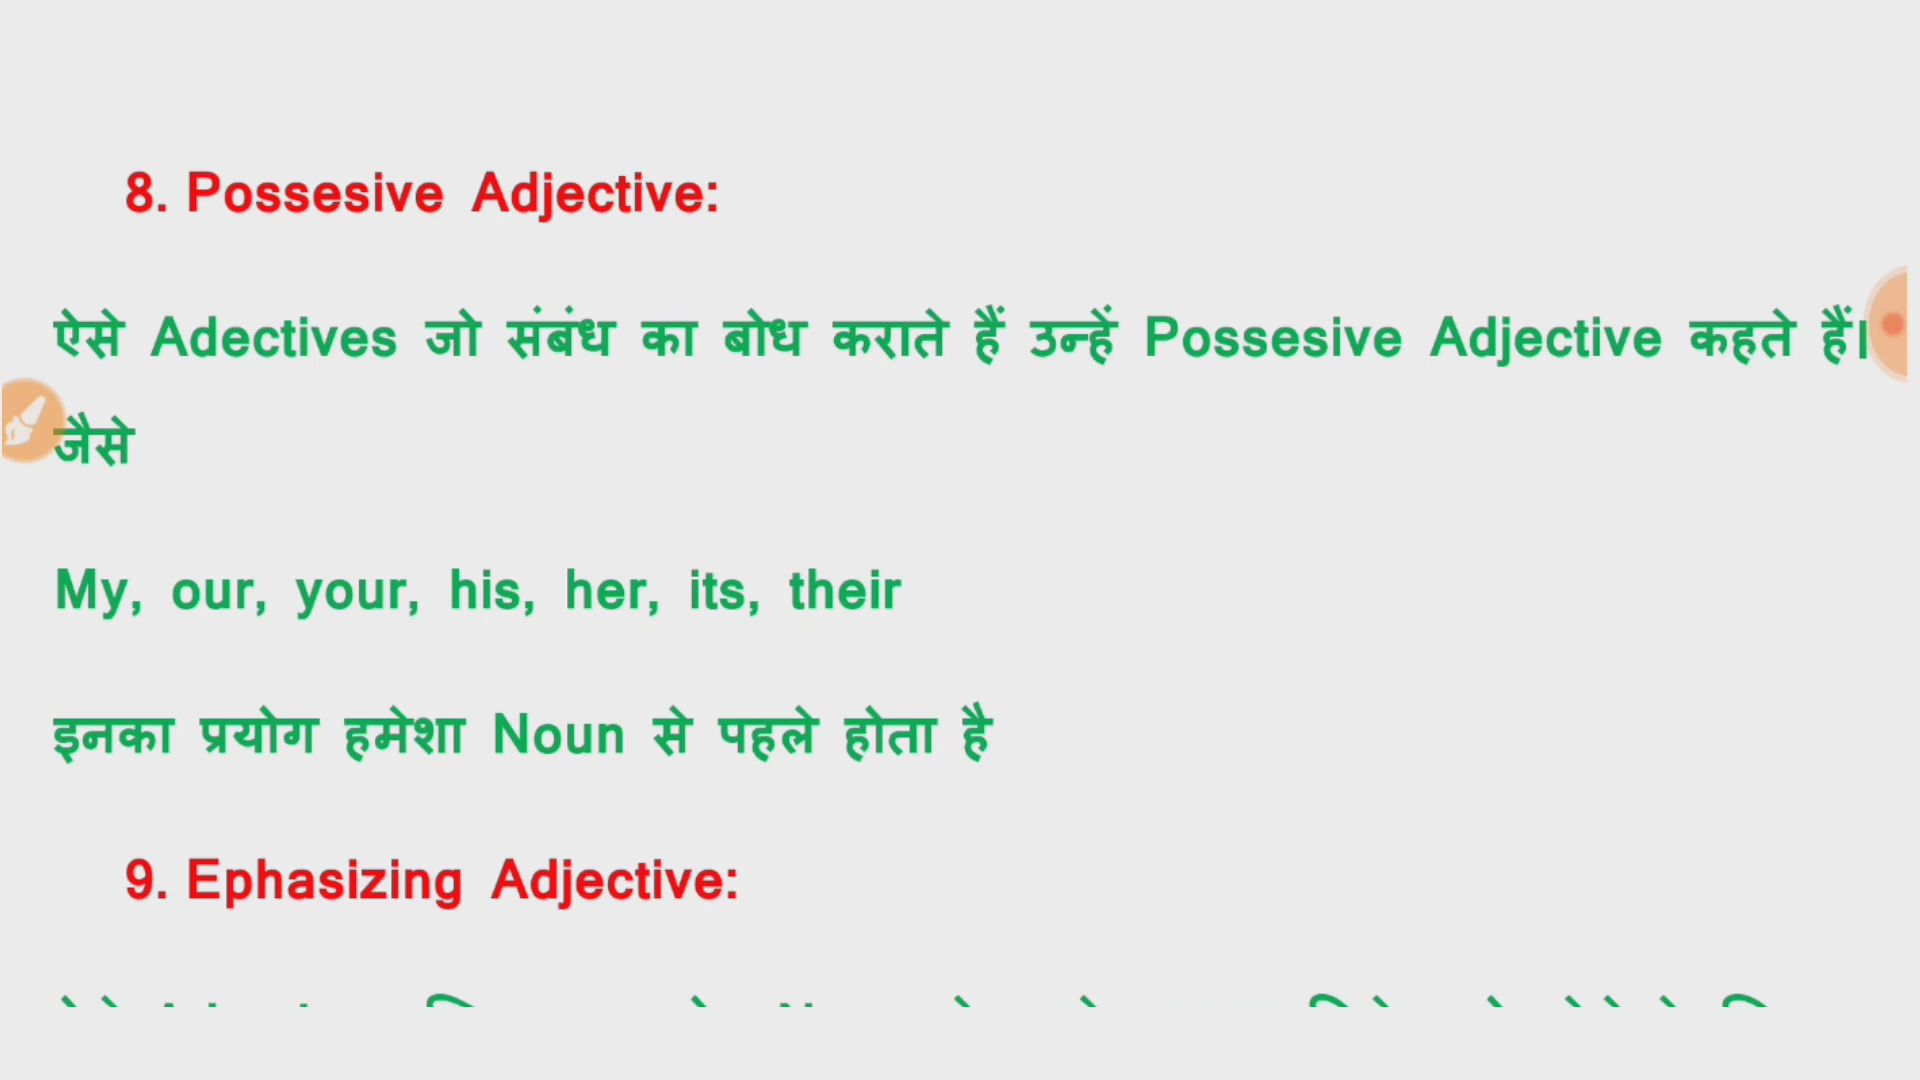 8. Possesive Adjective:
ऐसे Adectives जो संबंध का बोध कराते हैं उन्हें Possesive Adjective कहते हैं।
जैसे
My, our, your, his, her, its, their
इनका प्रयोग हमेशा Noun से पहले होता है
9. Ephasizing Adjective: